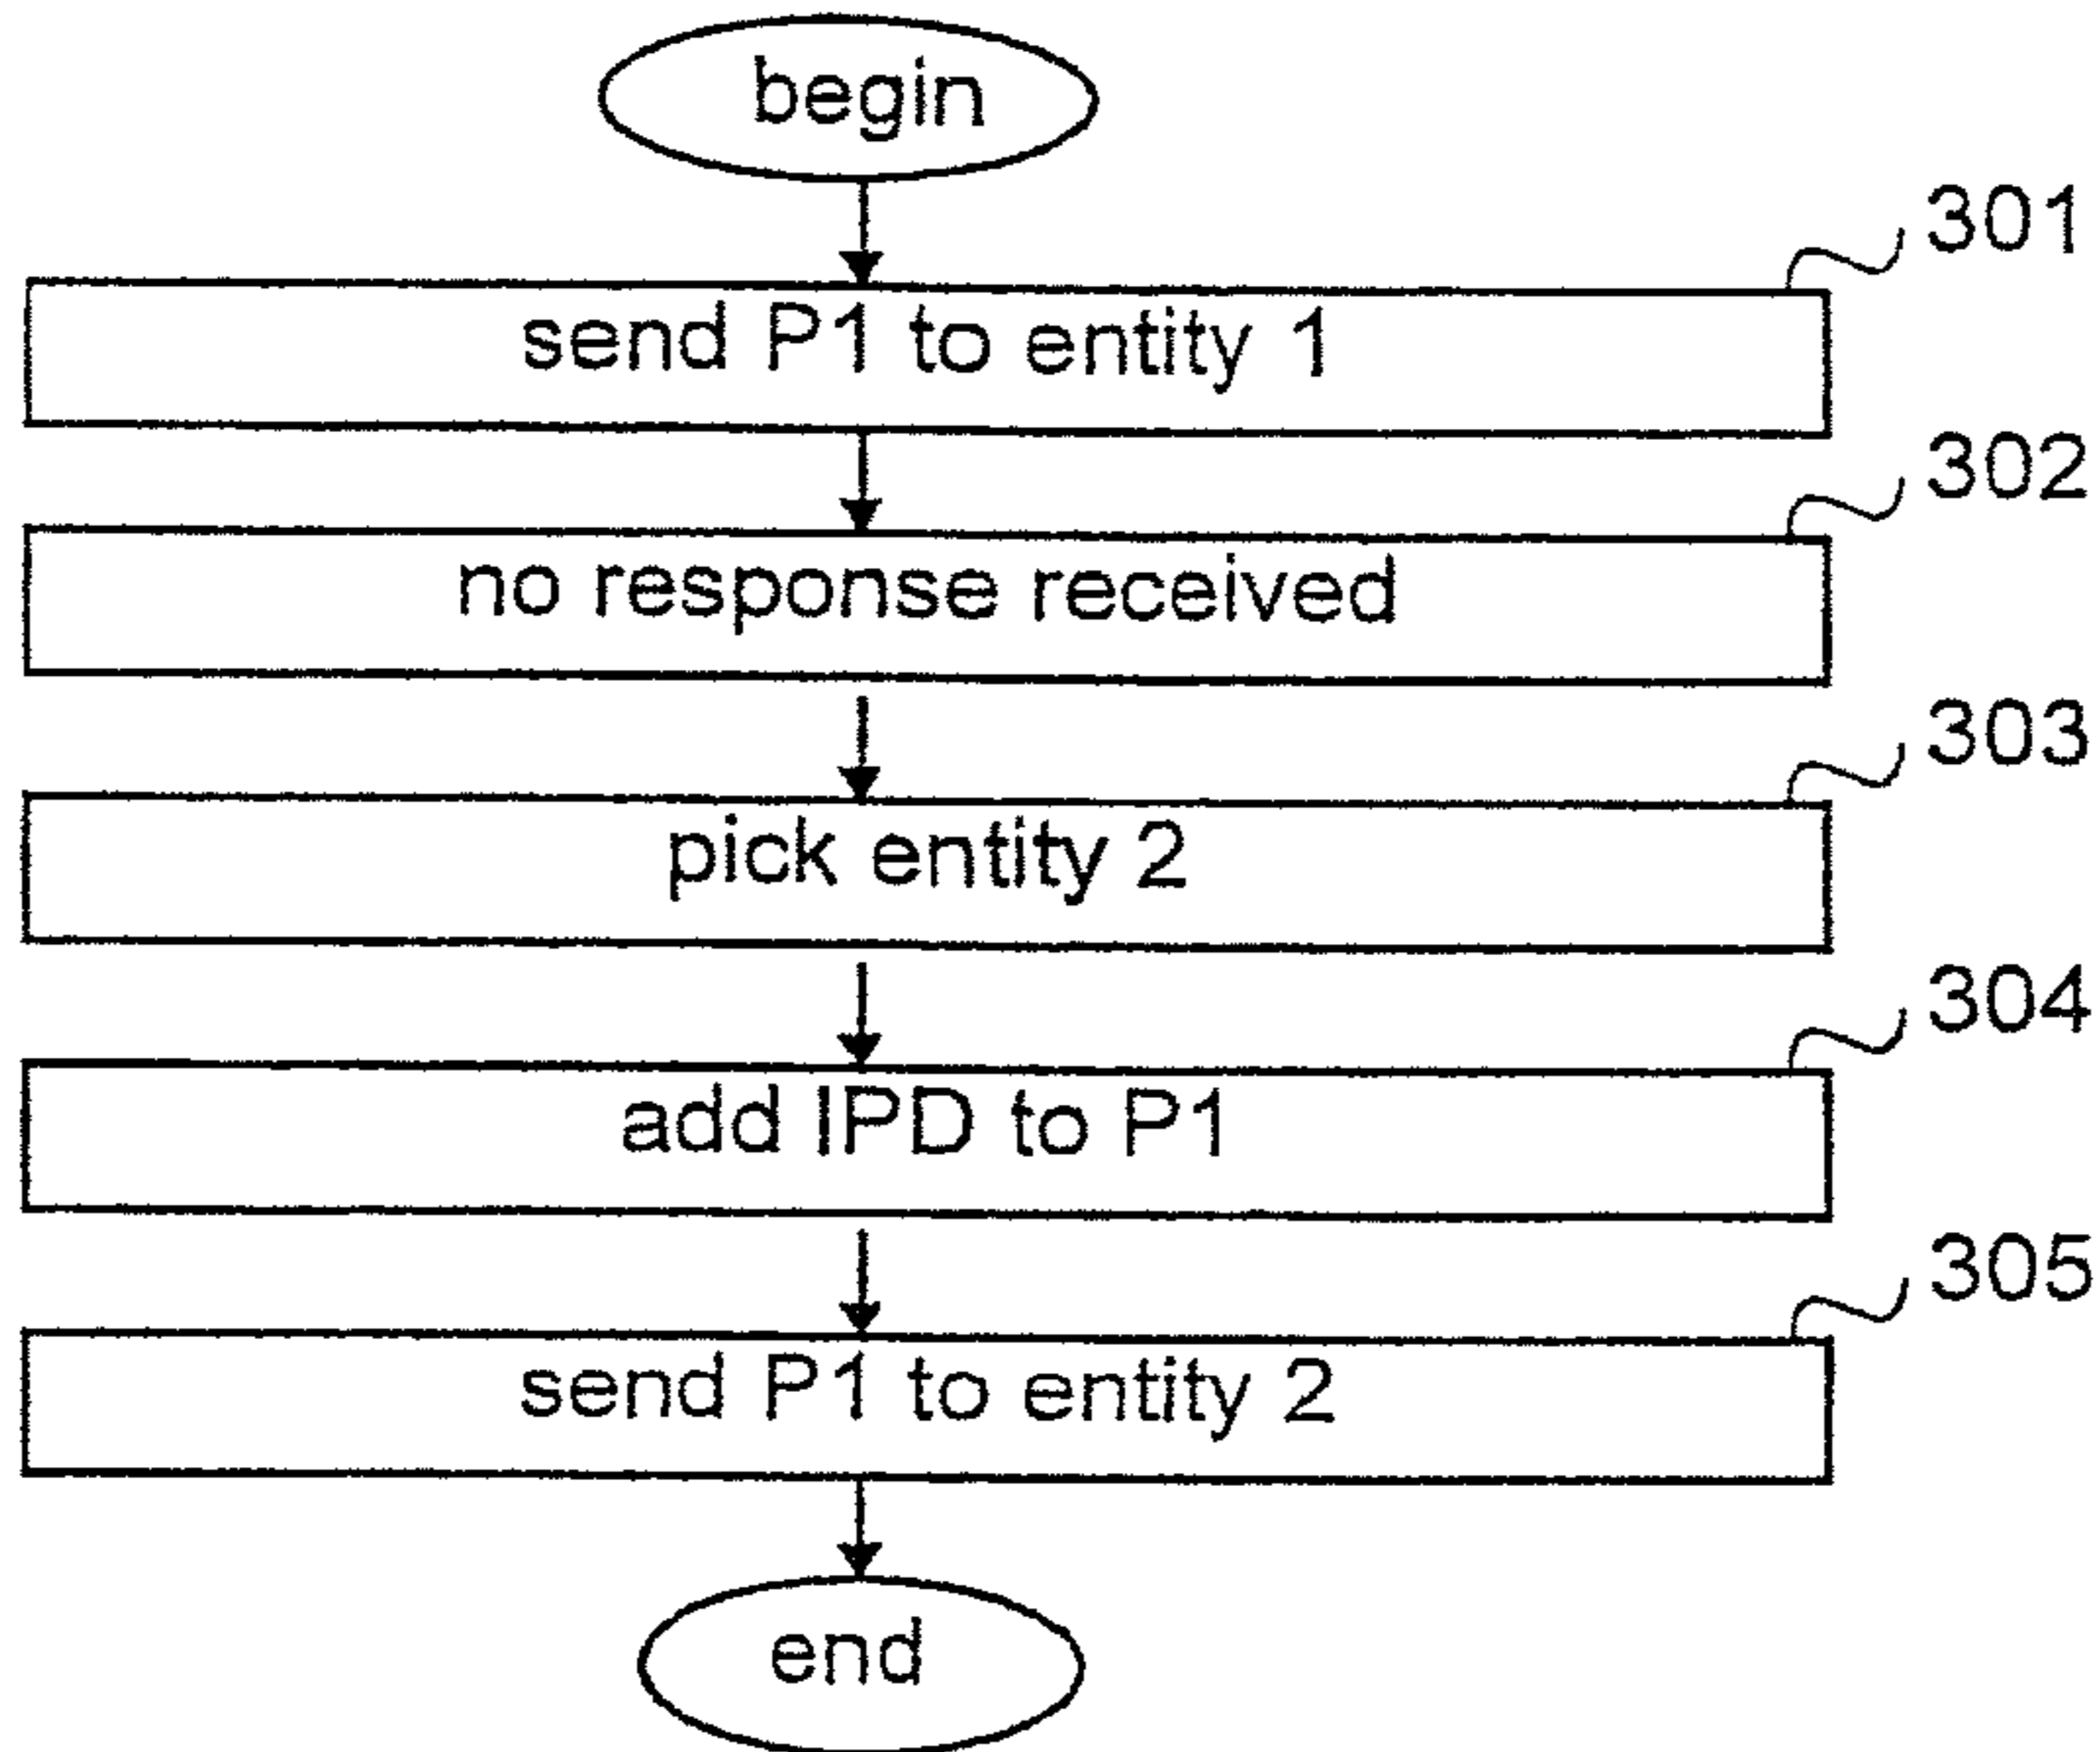 begin
301
send P1 to entity 1
302
no response received
303
pick entity 2
304
add IPD to P1
305
send P1 to entity 2
end